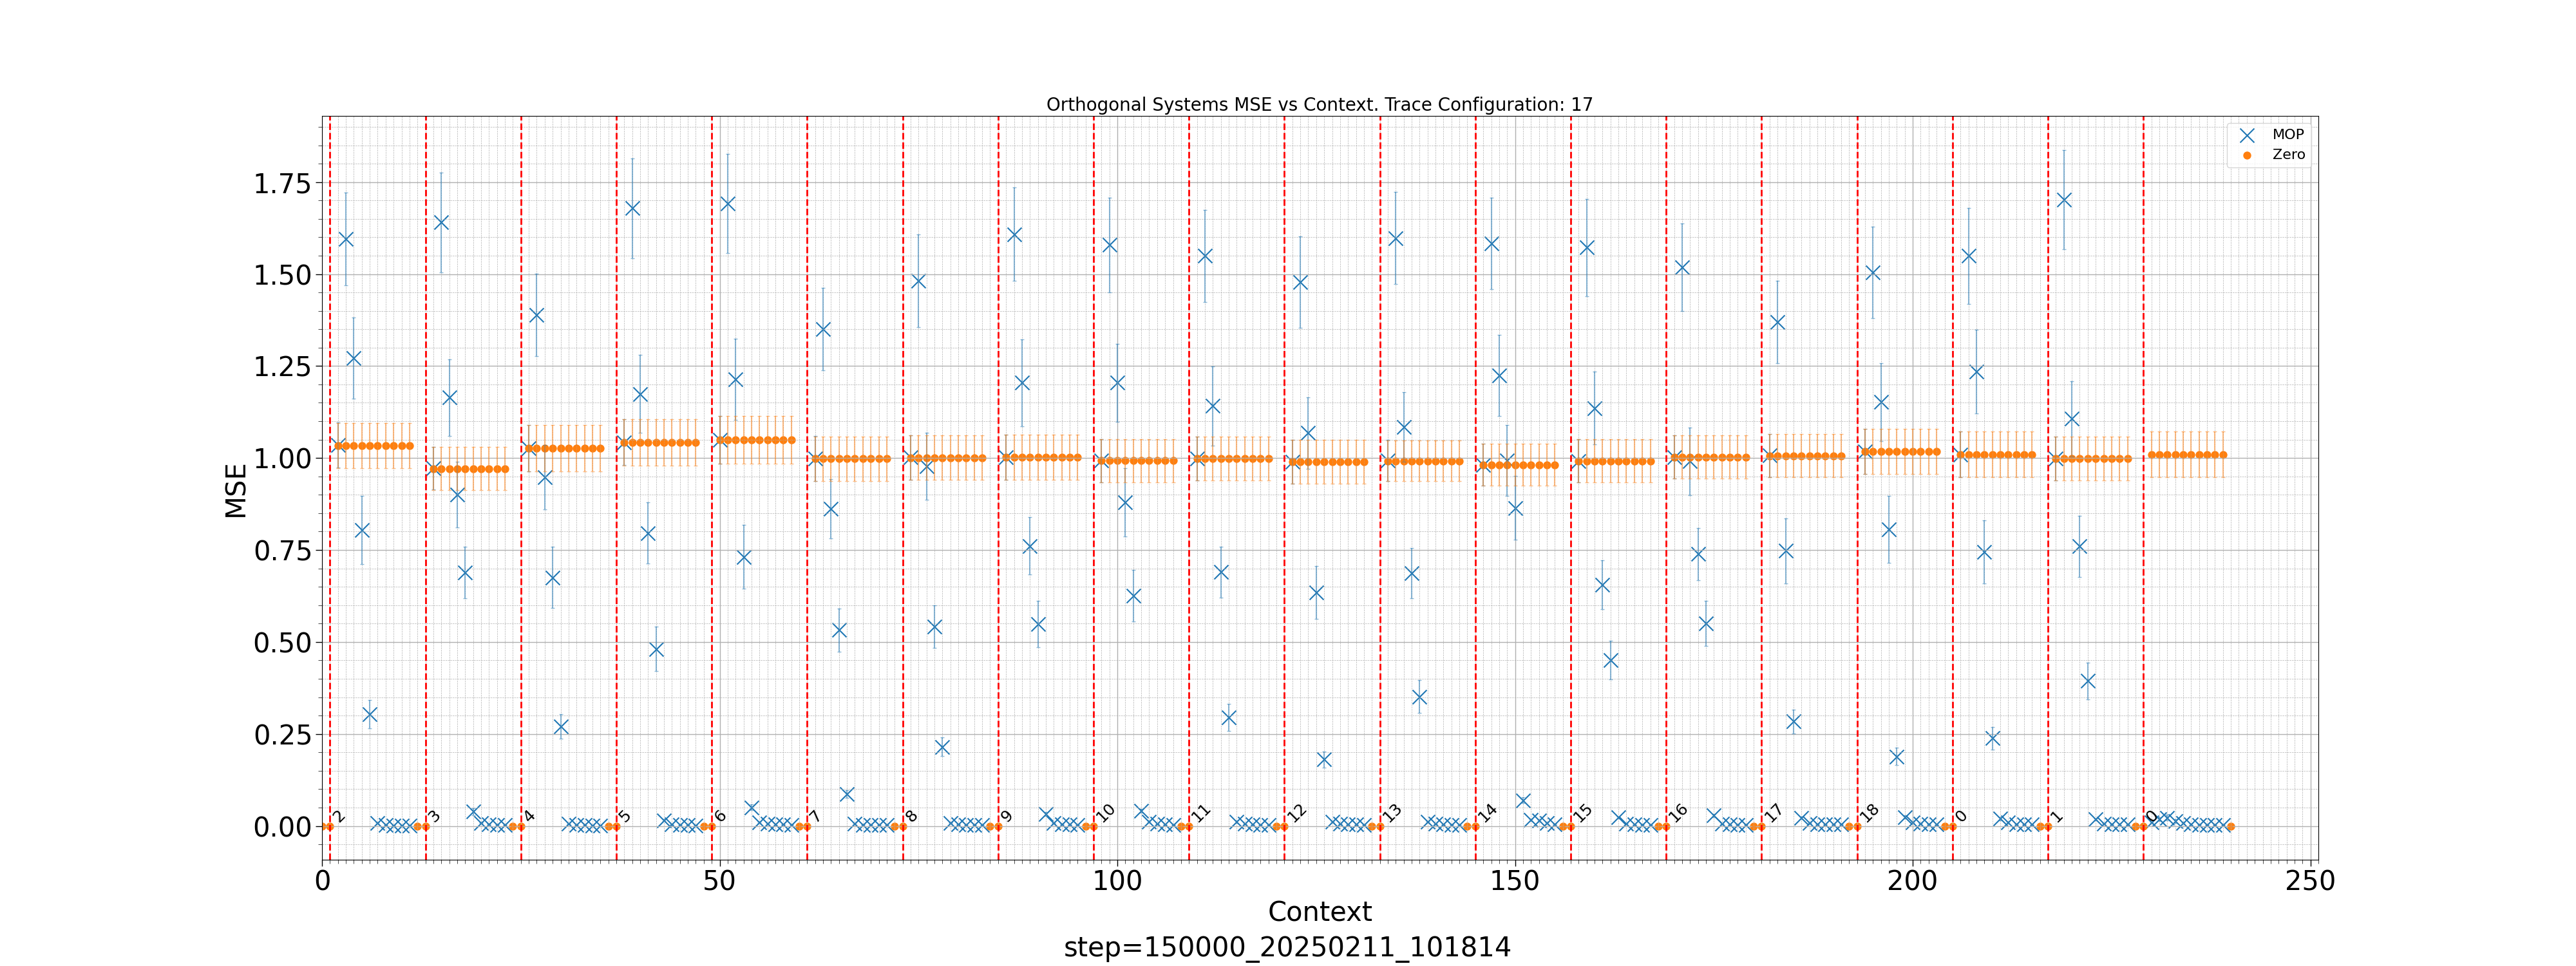 Orthogonal Systems MSE vs Context. Trace Configuration: 17
MOP
Zero
MSE
1.75
1.50
1.25
1.00
0.75
0.50
0.25
0.00
2 3 4 5 6 7 8 9 10 11 12 13 14 15 16 17 18 0 1 0
0 50 100 150 200 250
Context
step=150000_20250211_101814